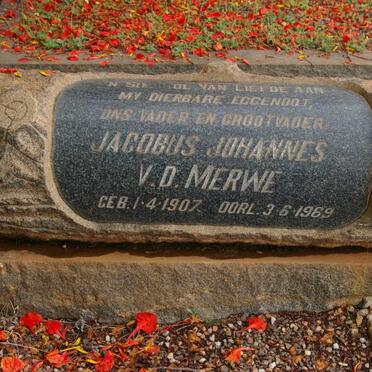 'N SIMBOOL VAN LIEFDE AAN
MY DIERBARE EGGENOOT,
ONS VADER EN GROOTVADER
JACOBUS JOHANNES
V.D. MERWE
GEB. 1·4·1907. OORL. 3·6·1969